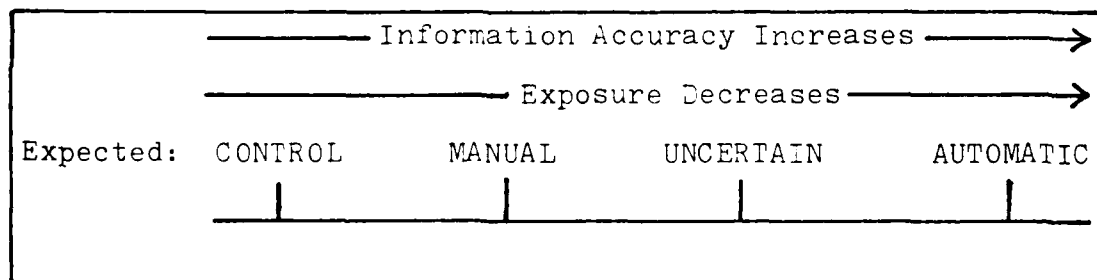 Information Accuracy Increases
Exposure Decreases
Expected: CONTROL MANUAL UNCERTAIN AUTOMATIC